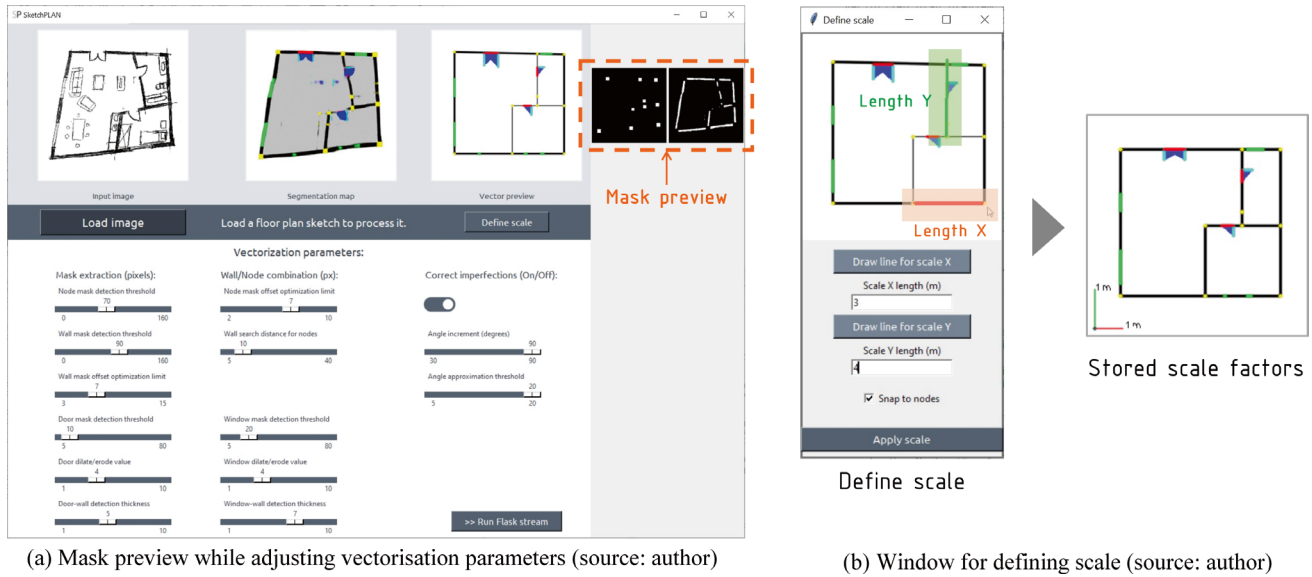 SP SketchPLAN
Input image
Segmentation map
Vector preview
Mask preview
Load image
Load a floor plan sketch to process it.
Define scale
Vectorization parameters:
Mask extraction (pixels):
Node mask detection threshold
70
0 160
Wall mask detection threshold
90
0 160
Wall mask offset optimization limit
7
3 15
Door mask detection threshold
10
5 80
Door dilate/erode value
4
1 10
Door-wall detection thickness
5
1 10
Wall/Node combination (px):
Node mask offset optimization limit
7
2 10
Wall search distance for nodes
10
5 40
Window mask detection threshold
20
5 80
Window dilate/erode value
4
1 10
Window-wall detection thickness
7
1 10
Correct imperfections (On/Off):
Angle increment (degrees)
90
30 90
Angle approximation threshold
20
5 20
>> Run Flask stream
(a) Mask preview while adjusting vectorisation parameters (source: author)
Define scale
Length Y
Length X
Draw line for scale X
Scale X length (m)
3
Draw line for scale Y
Scale Y length (m)
4
Snap to nodes
Apply scale
Define scale
1 m
1 m
Stored scale factors
(b) Window for defining scale (source: author)